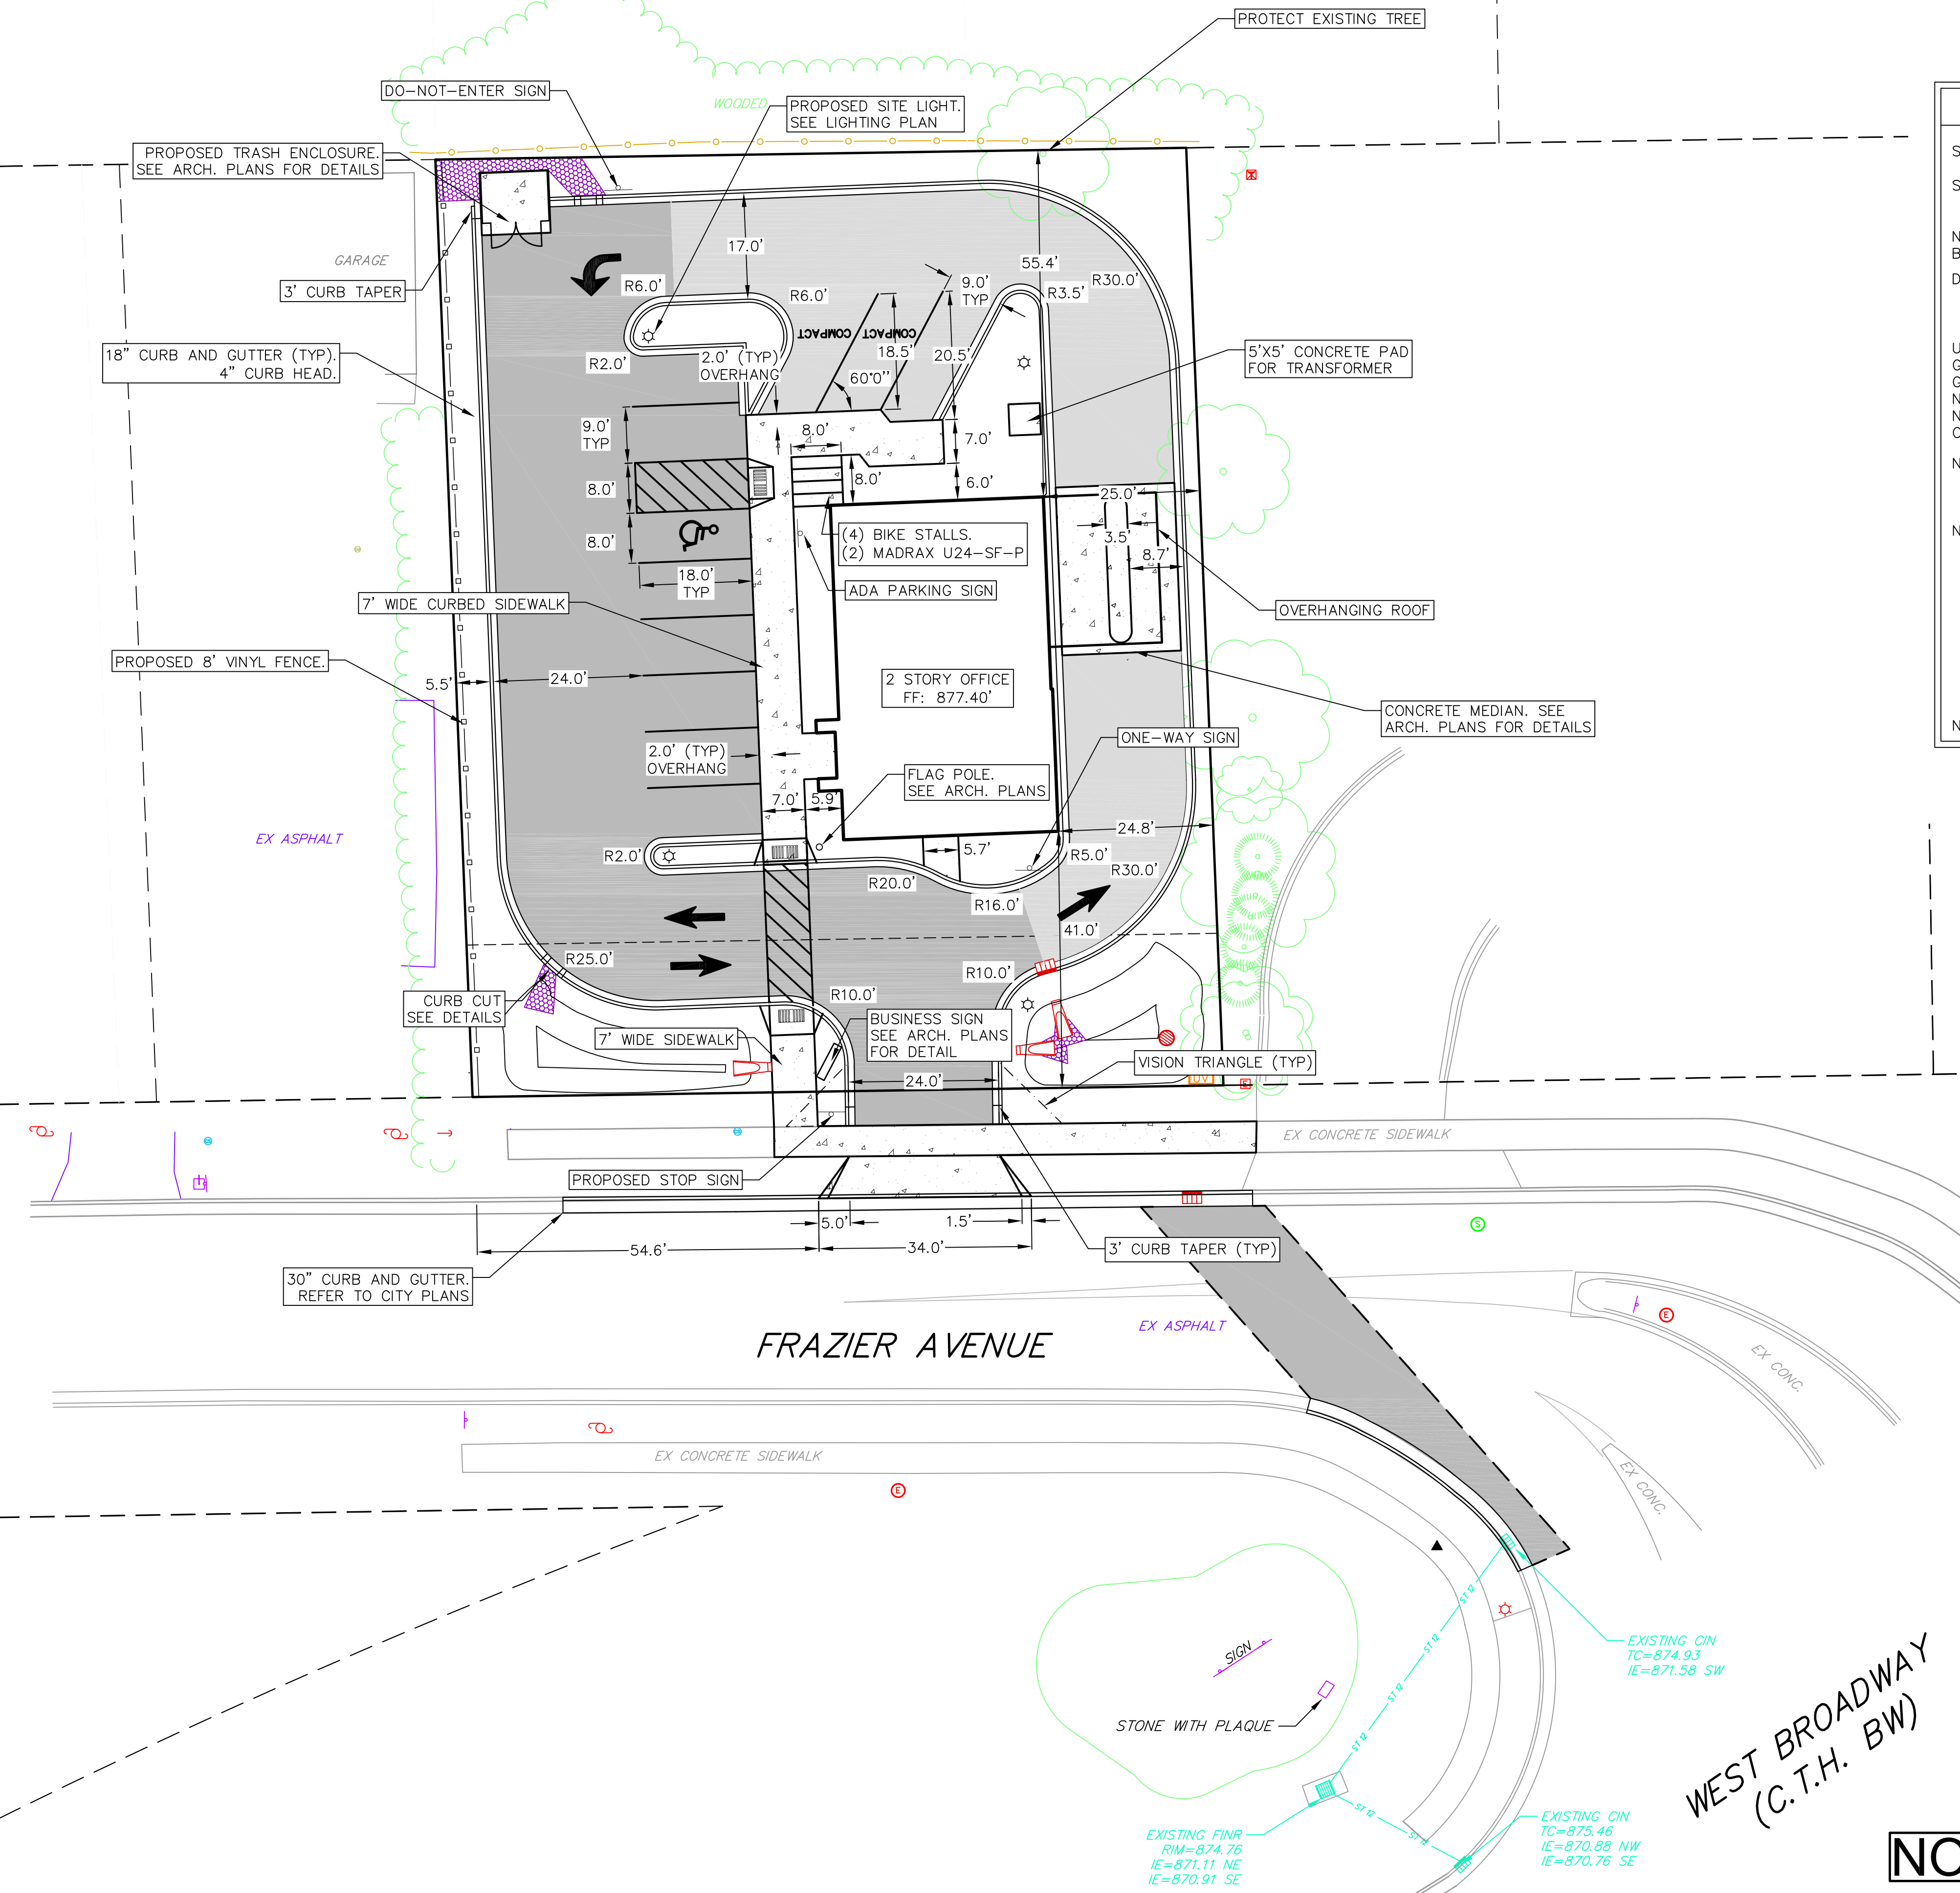 PROTECT EXISTING TREE
DO-NOT-ENTER SIGN
WOODED
PROPOSED SITE LIGHT.
SEE LIGHTING PLAN
PROPOSED TRASH ENCLOSURE.
SEE ARCH. PLANS FOR DETAILS
GARAGE
3' CURB TAPER
17.0'
55.4'
R6.0'
R6.0'
9.0'
TYP
R3.5'
R30.0'
COMPACT
COMPACT
18" CURB AND GUTTER (TYP).
4" CURB HEAD.
R2.0'
2.0' (TYP)
OVERHANG
18.5'
20.5'
60°0"
5'X5' CONCRETE PAD
FOR TRANSFORMER
9.0'
TYP
8.0'
7.0'
8.0'
8.0'
6.0'
25.0'
8.0'
(4) BIKE STALLS.
(2) MADRAX U24-SF-P
3.5'
8.7'
18.0'
TYP
ADA PARKING SIGN
7' WIDE CURBED SIDEWALK
OVERHANGING ROOF
PROPOSED 8' VINYL FENCE.
5.5'
24.0'
2 STORY OFFICE
FF: 877.40'
CONCRETE MEDIAN. SEE
ARCH. PLANS FOR DETAILS
ONE-WAY SIGN
2.0' (TYP)
OVERHANG
FLAG POLE.
SEE ARCH. PLANS
7.0'
5.9'
EX ASPHALT
24.8'
R2.0'
5.7'
R5.0'
R30.0'
R20.0'
R16.0'
41.0'
R25.0'
R10.0'
R10.0'
CURB CUT
SEE DETAILS
BUSINESS SIGN
SEE ARCH. PLANS
FOR DETAIL
7' WIDE SIDEWALK
VISION TRIANGLE (TYP)
24.0'
UV
E
EX CONCRETE SIDEWALK
PROPOSED STOP SIGN
S
5.0'
1.5'
54.6'
34.0'
3' CURB TAPER (TYP)
30" CURB AND GUTTER.
REFER TO CITY PLANS
FRAZIER AVENUE
EX ASPHALT
E
EX CONC.
EX CONCRETE SIDEWALK
E
EX CONC.
ST 12
ST 12
ST 12
ST 12
SIGN
STONE WITH PLAQUE
EXISTING CIN
TC=874.93
IE=871.58 SW
WEST BROADWAY
(C.T.H. BW)
ST 12
ST 12
EXISTING FINR
RIM=874.76
IE=871.11 NE
IE=870.91 SE
EXISTING CIN
TC=875.46
IE=870.88 NW
IE=870.76 SE